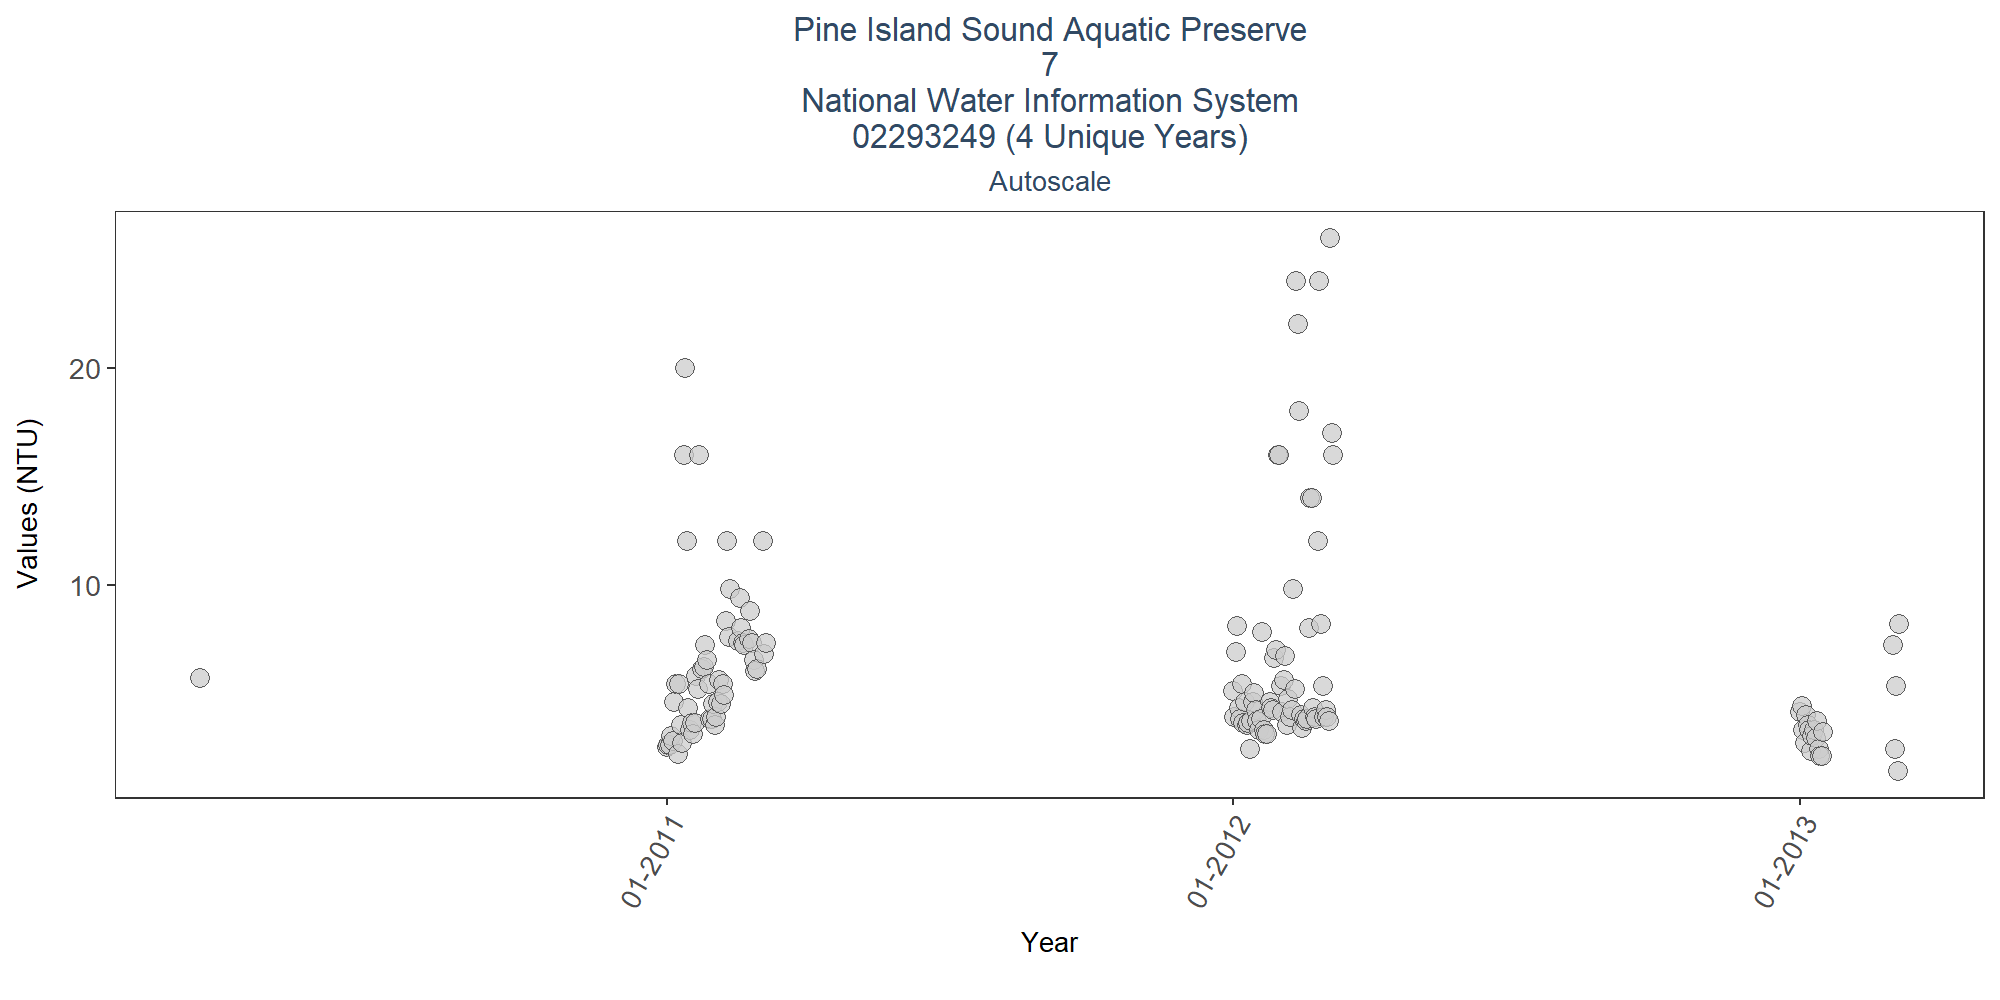 Pine Island Sound Aquatic Preserve
7
National Water Information System
02293249 (4 Unique Years)
Autoscale
Values (NTU)
20
10
01-2011
01-2012
01-2013
Year